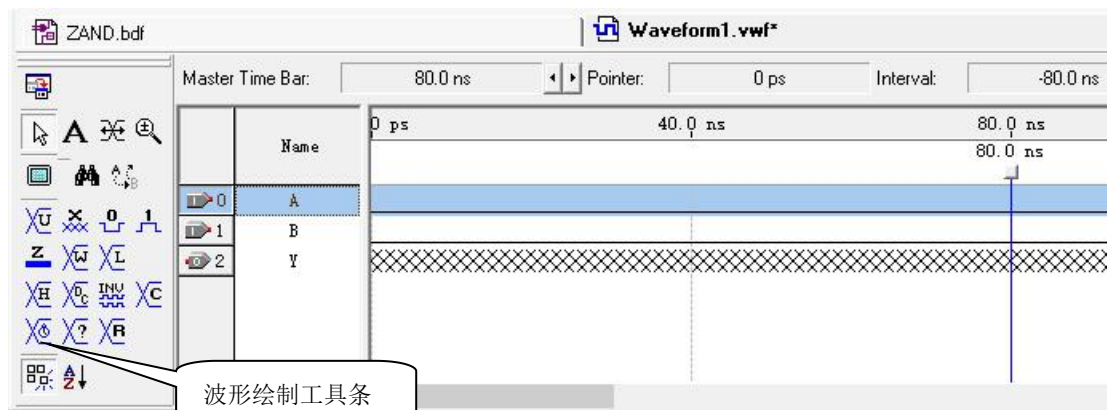 ZAND.bdf
Waveform1.vwf*
Master Time Bar: 80.0 ns Pointer: 0 ps Interval: -80.0 ns
Name
0 ps 40.0 ns 80.0 ns
80.0 ns
0 A
1 B
2 Y
波形绘制工具条